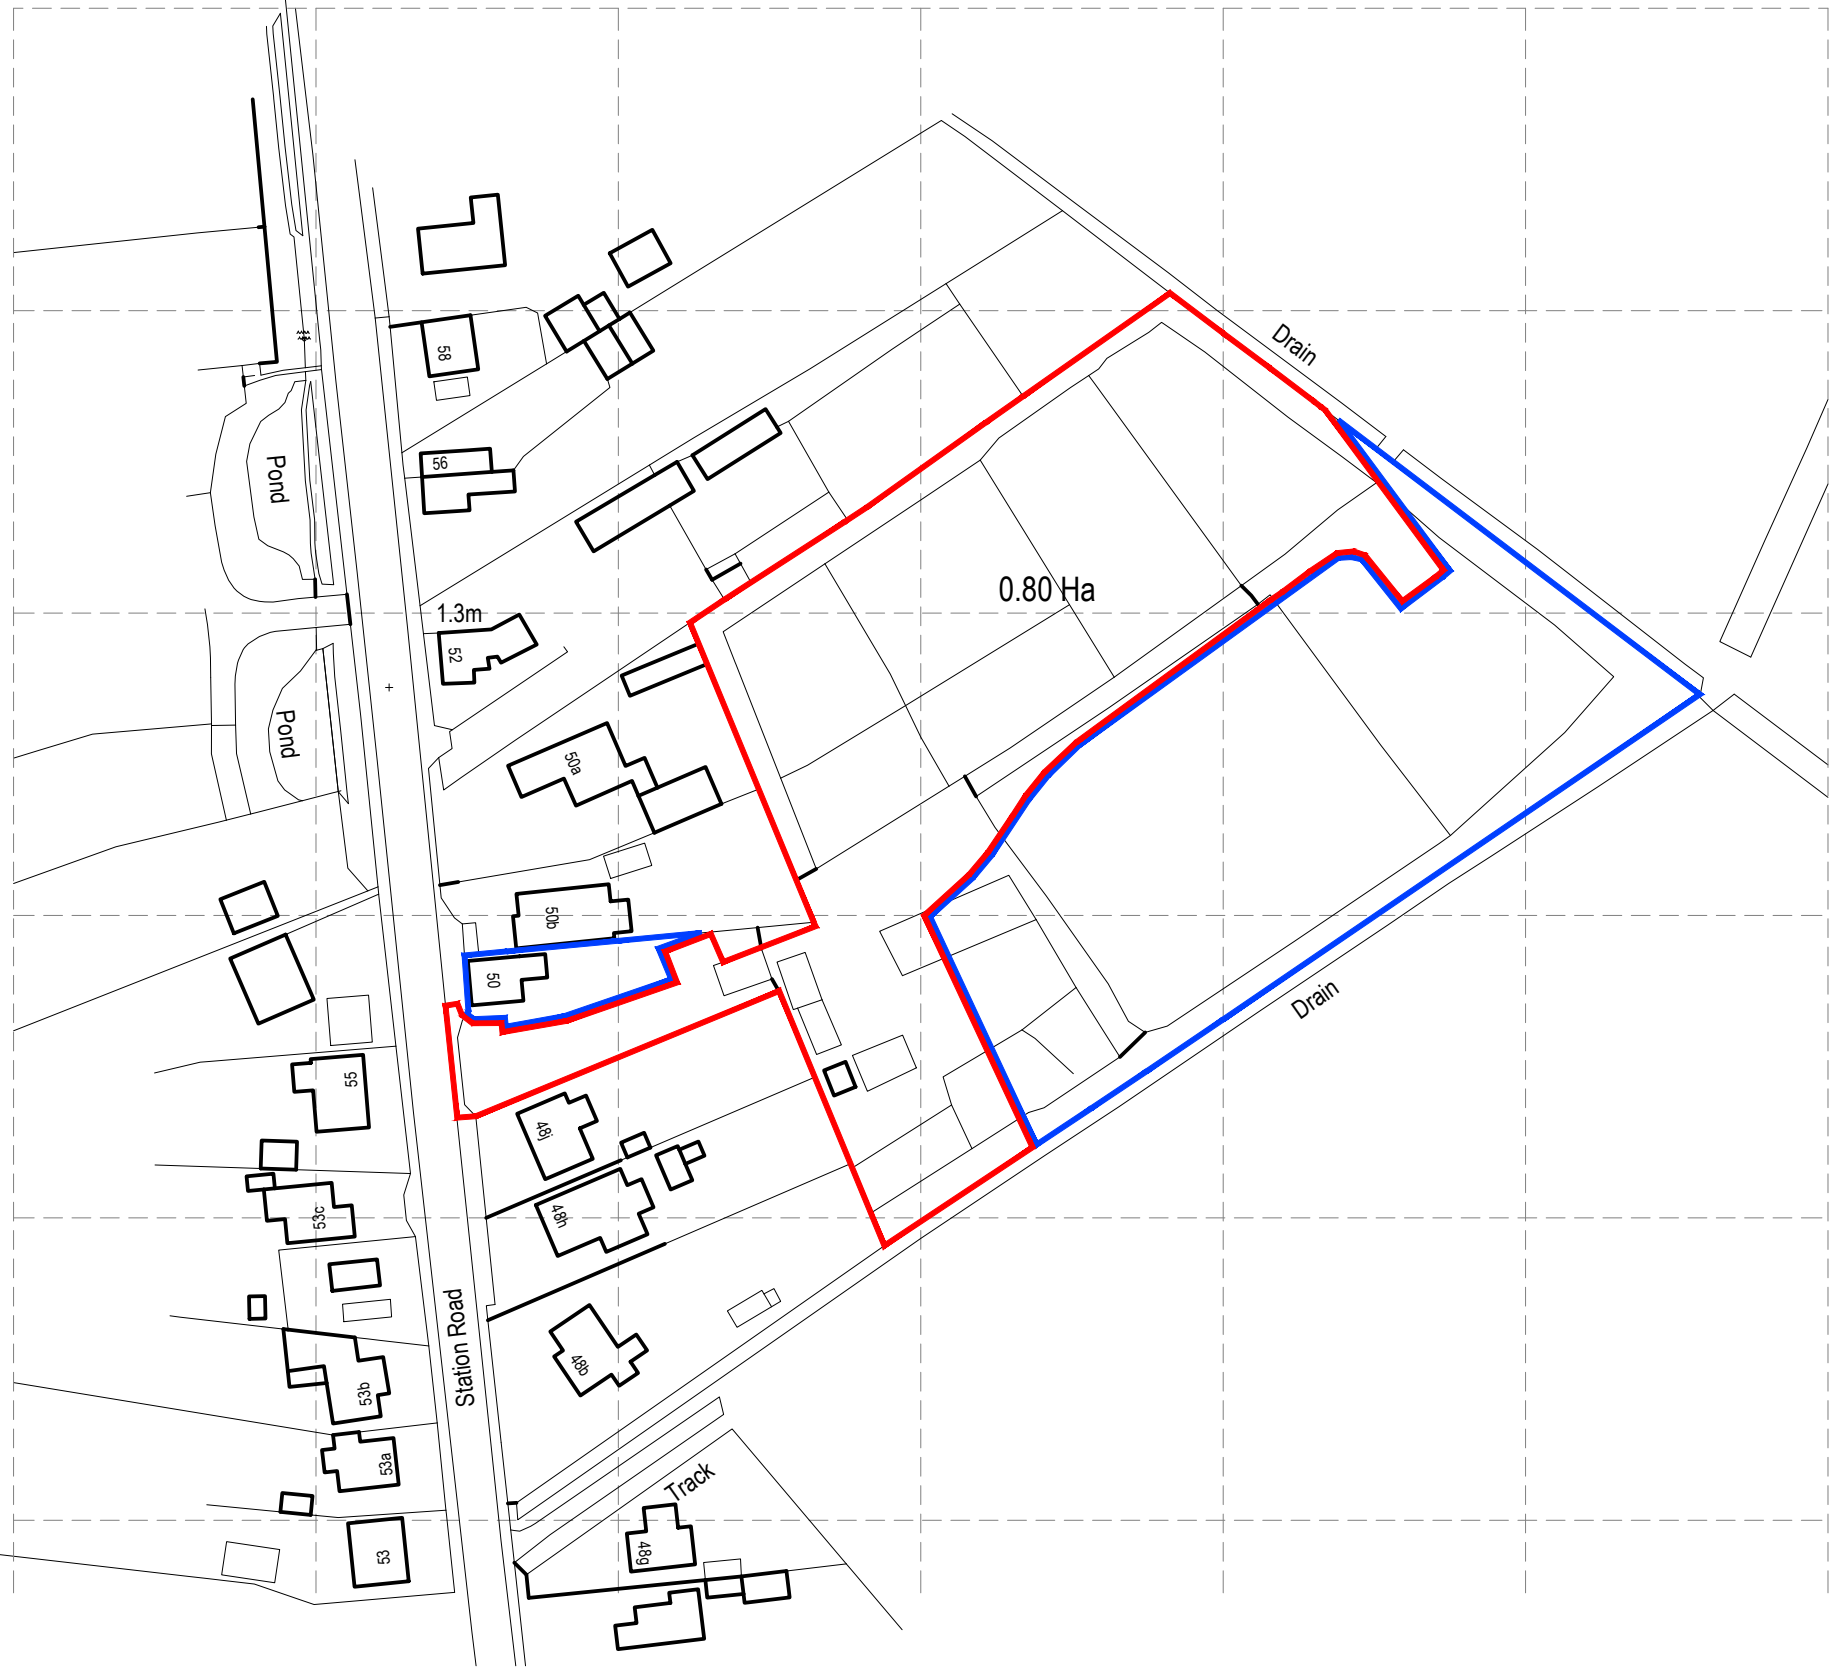 Drain
58
56
Pond
0.80 Ha
1.3m
52
Pond
50a
50b
50
Drain
55
48j
53c
48h
Station Road
48b
53b
53a
Track
53
48g